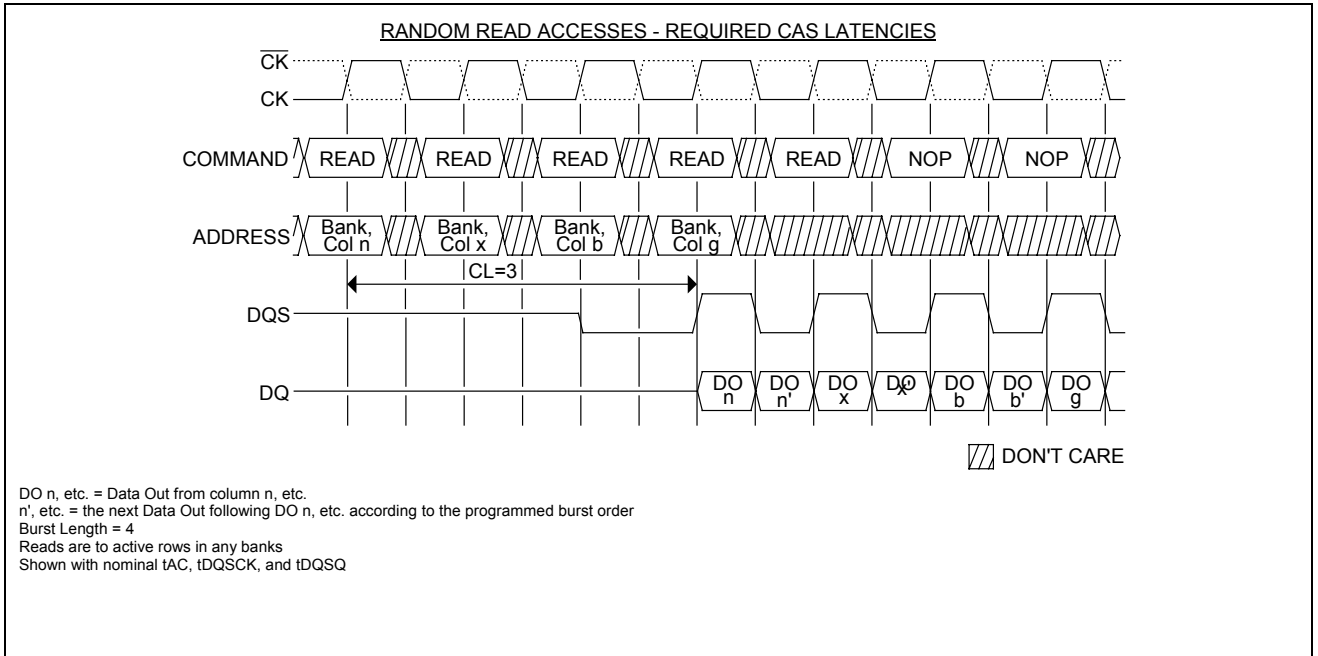 RANDOM READ ACCESSES - REQUIRED CAS LATENCIES
CK
CK
COMMAND READ READ READ READ READ NOP NOP
ADDRESS Bank, Col n Bank, Col x Bank, Col b Bank, Col g
CL=3
DQS
DQ DO n DO n' DO x DO x' DO b DO b' DO g
DON'T CARE
DO n, etc. = Data Out from column n, etc.
n', etc. = the next Data Out following DO n, etc. according to the programmed burst order
Burst Length = 4
Reads are to active rows in any banks
Shown with nominal tAC, tDQSCK, and tDQSQ